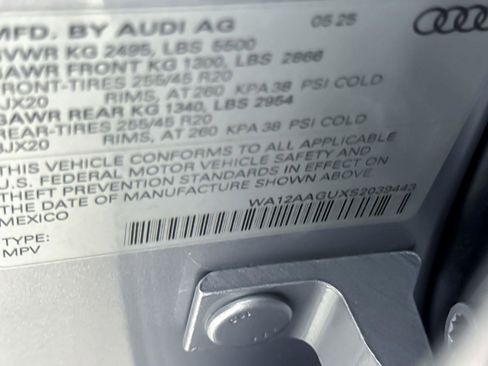 MFD. BY AUDI AG 05 25
GVWR KG 2495, LBS 5500
GAWR FRONT KG 1300, LBS 2866
FRONT-TIRES 255/45 R20
8JX20 RIMS, AT 260 KPA 38 PSI COLD
GAWR REAR KG 1340, LBS 2954
REAR-TIRES 255/45 R20
8JX20 RIMS, AT 260 KPA 38 PSI COLD
THIS VEHICLE CONFORMS TO ALL APPLICABLE
U.S. FEDERAL MOTOR VEHICLE SAFETY AND
THEFT PREVENTION STANDARDS IN EFFECT ON
THE DATE OF MANUFACTURE SHOWN ABOVE.
MEXICO WA12AAGUXS2039443
TYPE:
MPV